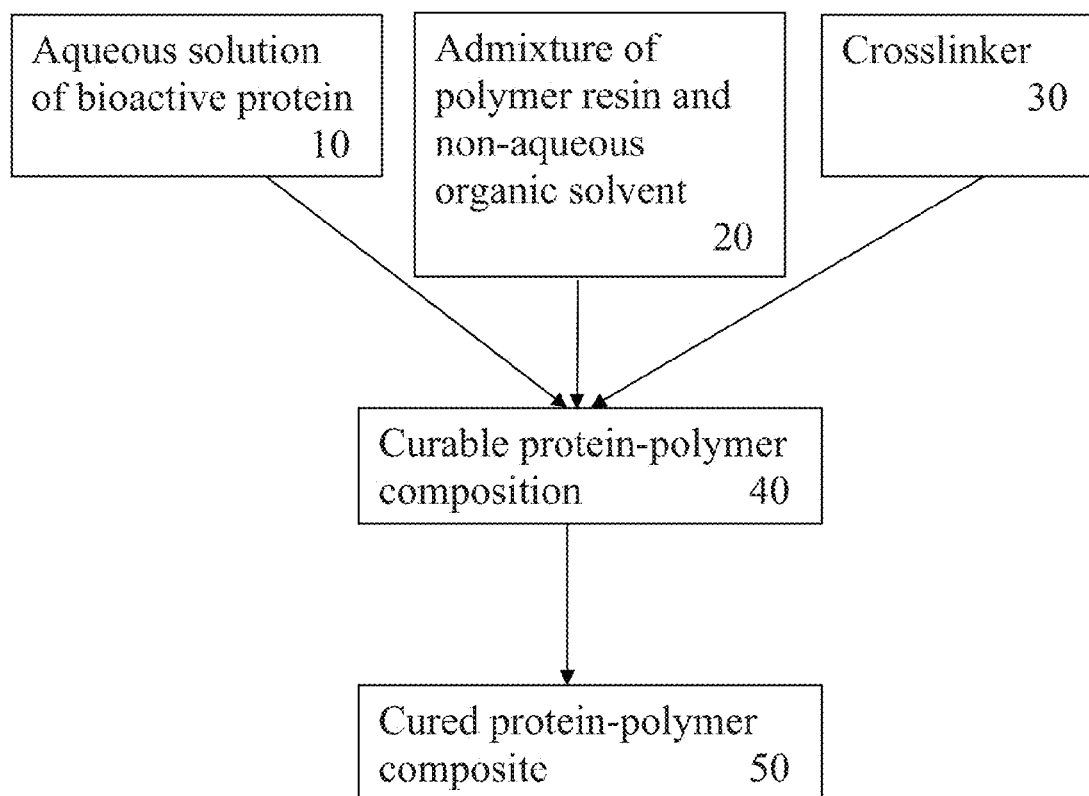 Aqueous solution
of bioactive protein
10
Admixture of
polymer resin and
non-aqueous
organic solvent
20
Crosslinker
30
Curable protein-polymer
composition 40
Cured protein-polymer
composite 50